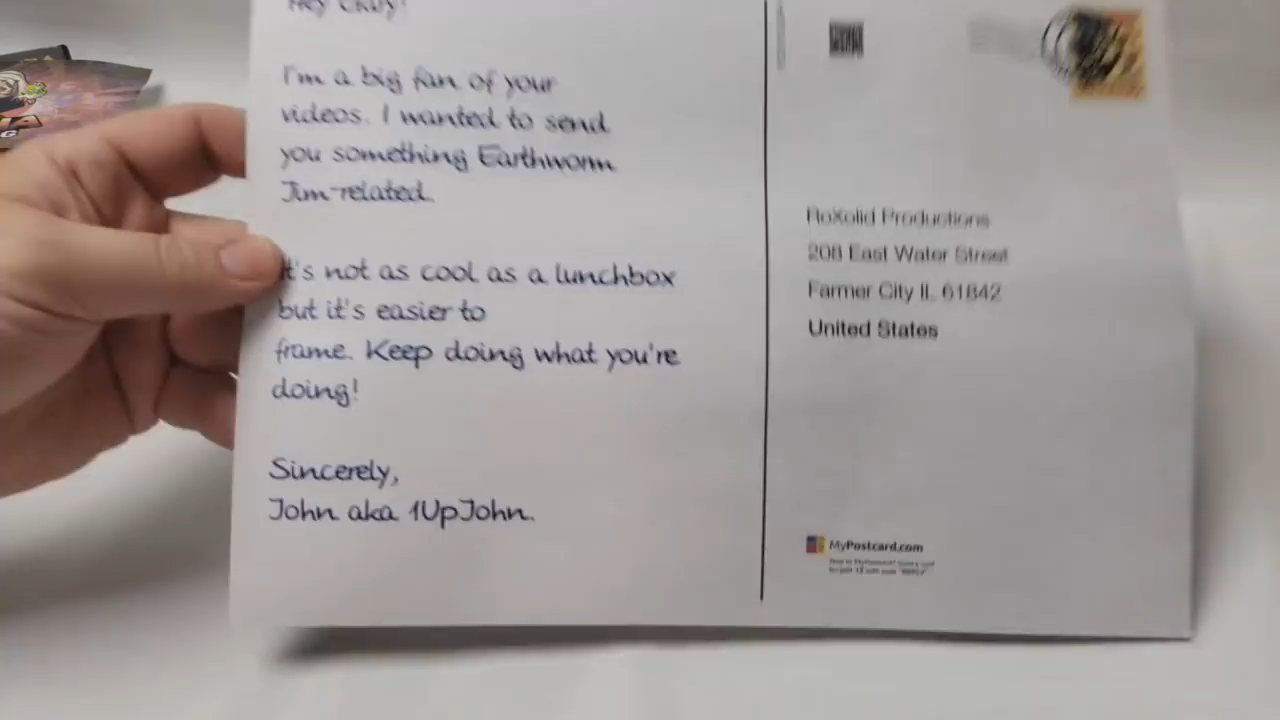 I'm a big fan of your
videos. I wanted to send
you something Earthworm
Jim-related.
It's not as cool as a lunchbox
but it's easier to
frame. Keep doing what you're
doing!
Sincerely,
John aka 1UpJohn.
RoXolid Productions
208 East Water Street
Farmer City IL 61842
United States
MyPostcard.com